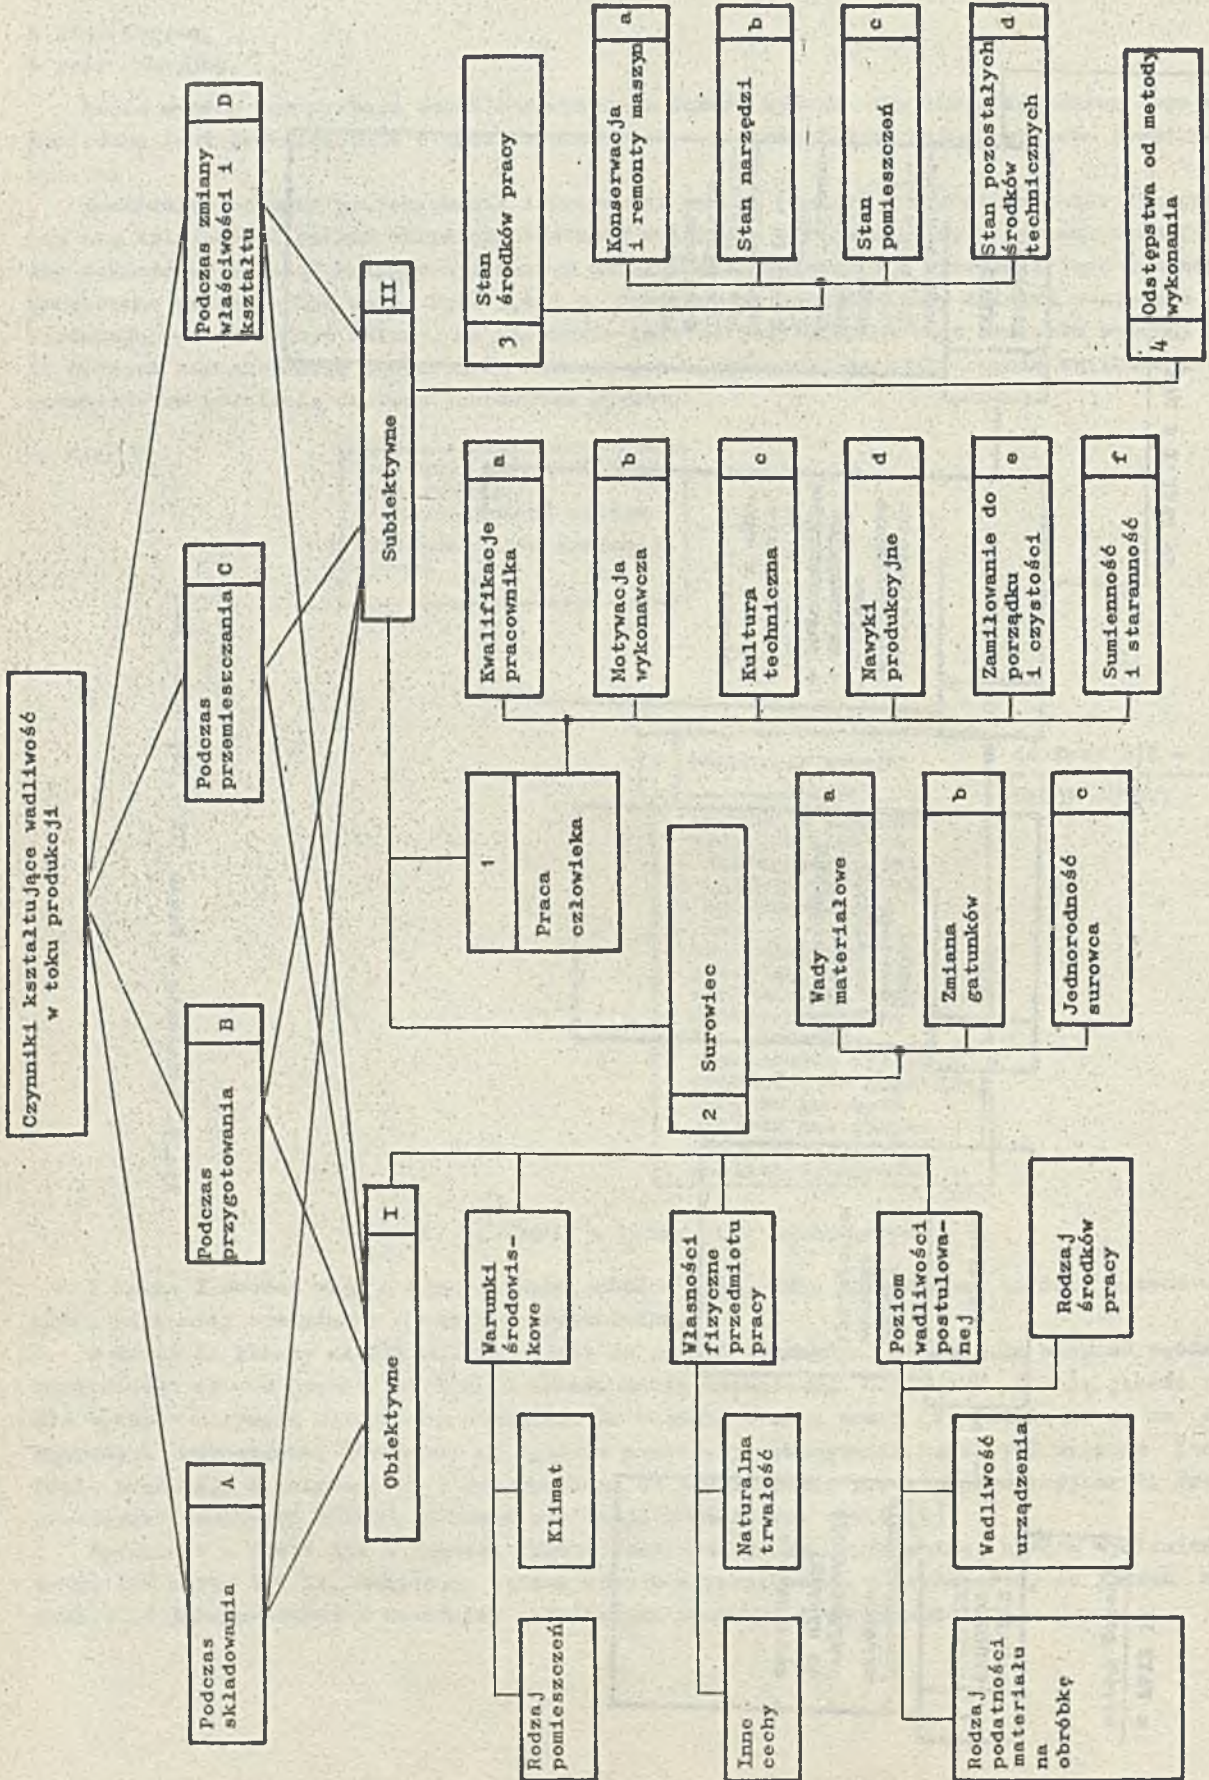 Czynniki kształtujące wadliwość
w toku produkcji
Podczas
składowania
A
Podczas
przygotowania
B
Podczas
przemieszczania
C
Podczas zmiany
właściwości i
kształtu
D
Obiektywne
I
Subiektywne
II
Warunki
środowis-
kowe
Klimat
Rodzaj
pomieszczeń
Własności
fizyczne
przedmiotu
pracy
Naturalna
trwałość
Inne
cechy
Poziom
wadliwości
postulowa-
nej
Rodzaj
środków
pracy
Wadliwość
urządzenia
Rodzaj
podatności
materiału
na
obróbkę
1
Praca
człowieka
Kwalifikacje
pracownika
a
Motywacja
wykonawcza
b
Kultura
techniczna
c
Nawyki
produkcyjne
d
Zamiłowanie do
porządku
i czystości
e
Sumienność
i staranność
f
2
Surowiec
Wady
materiałowe
a
Zmiana
gatunków
b
Jednorodność
surowca
c
3
Stan
środków pracy
Konserwacja
i remonty maszyn
a
Stan narzędzi
b
Stan
pomieszczeń
c
Stan pozostałych
środków
technicznych
d
4
Odstępstwa od metody
wykonania